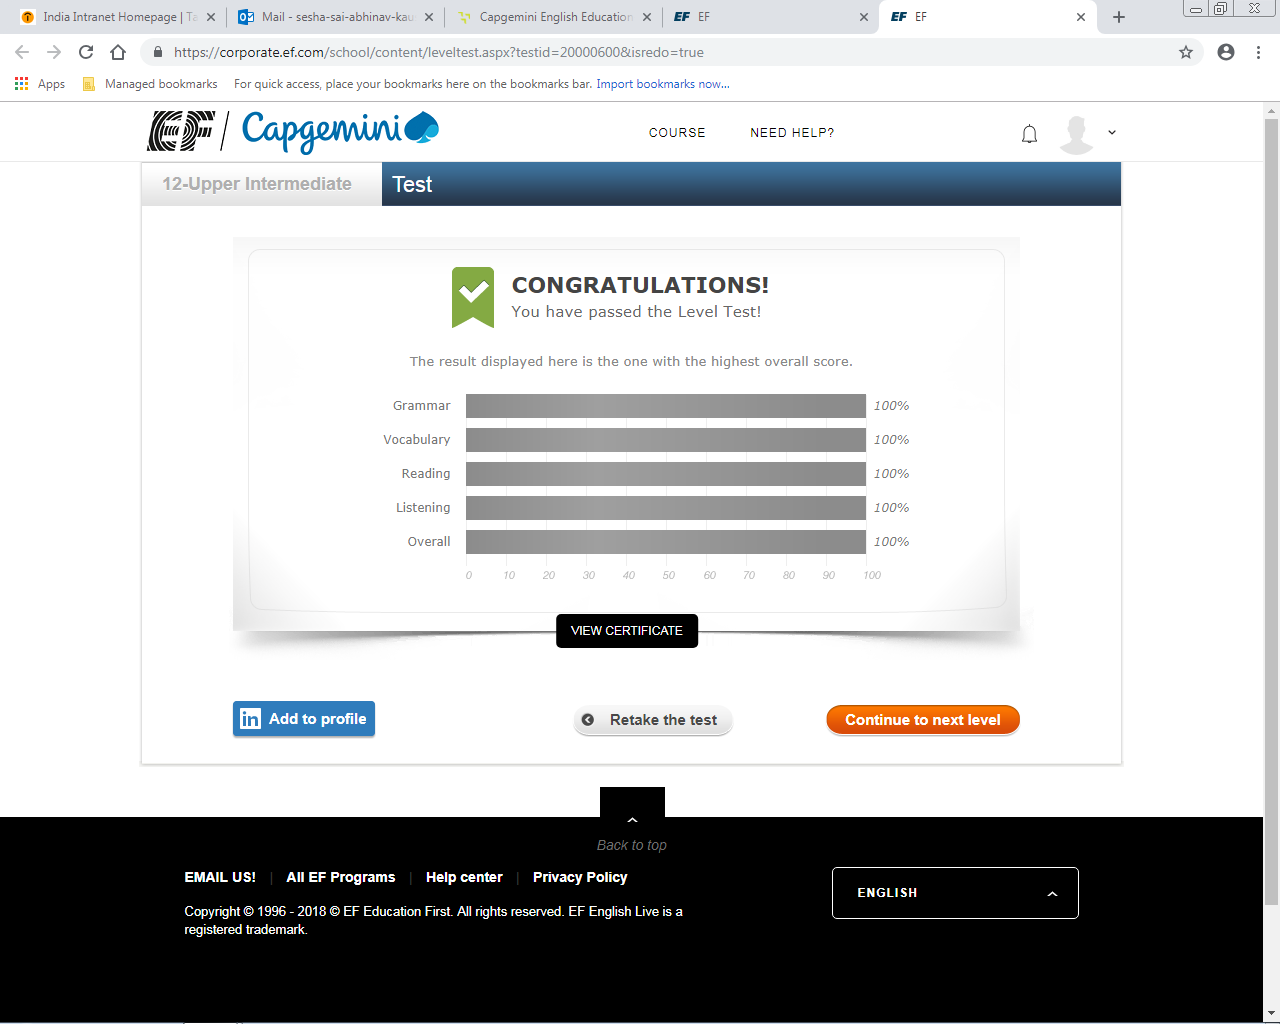 India Intranet Homepage | Ta
Mail - sesha-sai-abhinav-kau
Capgemini English Education
EF
EF
https://corporate.ef.com/school/content/leveltest.aspx?testid=20000600&isredo=true
Apps
Managed bookmarks
For quick access, place your bookmarks here on the bookmarks bar. Import bookmarks now...
EF / Capgemini
COURSE
NEED HELP?
12-Upper Intermediate
Test
CONGRATULATIONS!
You have passed the Level Test!
The result displayed here is the one with the highest overall score.
Grammar 100%
Vocabulary 100%
Reading 100%
Listening 100%
Overall 100%
0 10 20 30 40 50 60 70 80 90 100
VIEW CERTIFICATE
in Add to profile
Retake the test
Continue to next level
Back to top
EMAIL US! | All EF Programs | Help center | Privacy Policy
ENGLISH
Copyright © 1996 - 2018 © EF Education First. All rights reserved. EF English Live is a
registered trademark.